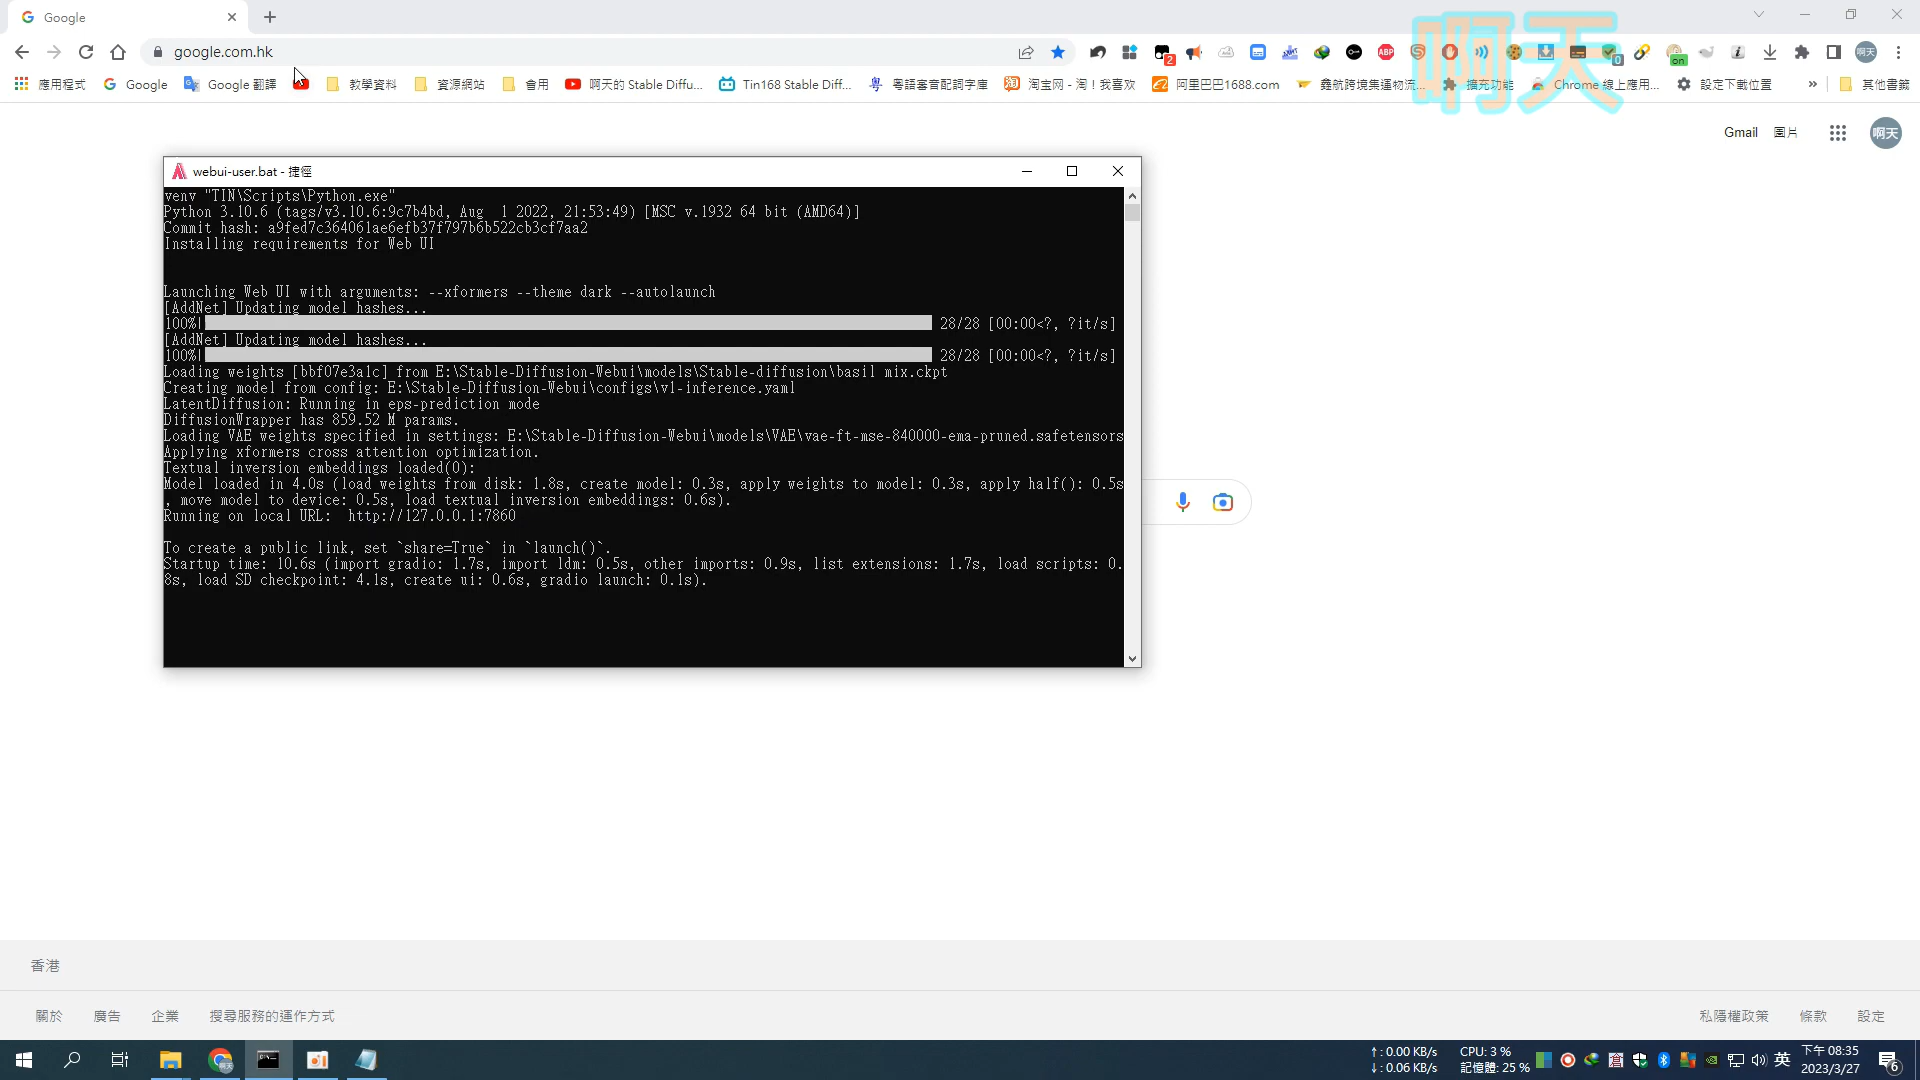 Google
google.com.hk
2
ABP
0
on
啊天
啊天
應用程式
Google
Google 翻譯
教學資料
資源網站
會用
啊天的 Stable Diffu...
Tin168 Stable Diff...
粵語審音配詞字庫
淘宝网 - 淘！我喜欢
阿里巴巴1688.com
鑫航跨境集運物流...
擴充功能
Chrome 線上應用...
設定下載位置
»
其他書籤
Gmail
圖片
啊天
webui-user.bat - 捷徑
venv "TIN\Scripts\Python.exe"
Python 3.10.6 (tags/v3.10.6:9c7b4bd, Aug  1 2022, 21:53:49) [MSC v.1932 64 bit (AMD64)]
Commit hash: a9fed7c364061ae6efb37f797b6b522cb3cf7aa2
Installing requirements for Web UI
Launching Web UI with arguments: --xformers --theme dark --autolaunch
[AddNet] Updating model hashes...
100%| 28/28 [00:00<?, ?it/s]
[AddNet] Updating model hashes...
100%| 28/28 [00:00<?, ?it/s]
Loading weights [bbf07e3a1c] from E:\Stable-Diffusion-Webui\models\Stable-diffusion\basil mix.ckpt
Creating model from config: E:\Stable-Diffusion-Webui\configs\v1-inference.yaml
LatentDiffusion: Running in eps-prediction mode
DiffusionWrapper has 859.52 M params.
Loading VAE weights specified in settings: E:\Stable-Diffusion-Webui\models\VAE\vae-ft-mse-840000-ema-pruned.safetensors
Applying xformers cross attention optimization.
Textual inversion embeddings loaded(0):
Model loaded in 4.0s (load weights from disk: 1.8s, create model: 0.3s, apply weights to model: 0.3s, apply half(): 0.5s
, move model to device: 0.5s, load textual inversion embeddings: 0.6s).
Running on local URL:  http://127.0.0.1:7860
To create a public link, set `share=True` in `launch()`.
Startup time: 10.6s (import gradio: 1.7s, import ldm: 0.5s, other imports: 0.9s, list extensions: 1.7s, load scripts: 0.
8s, load SD checkpoint: 4.1s, create ui: 0.6s, gradio launch: 0.1s).
香港
關於
廣告
企業
搜尋服務的運作方式
私隱權政策
條款
設定
↑ : 0.00 KB/s
↓ : 0.06 KB/s
CPU: 3 %
記憶體: 25 %
倉
英
下午 08:35
2023/3/27
6